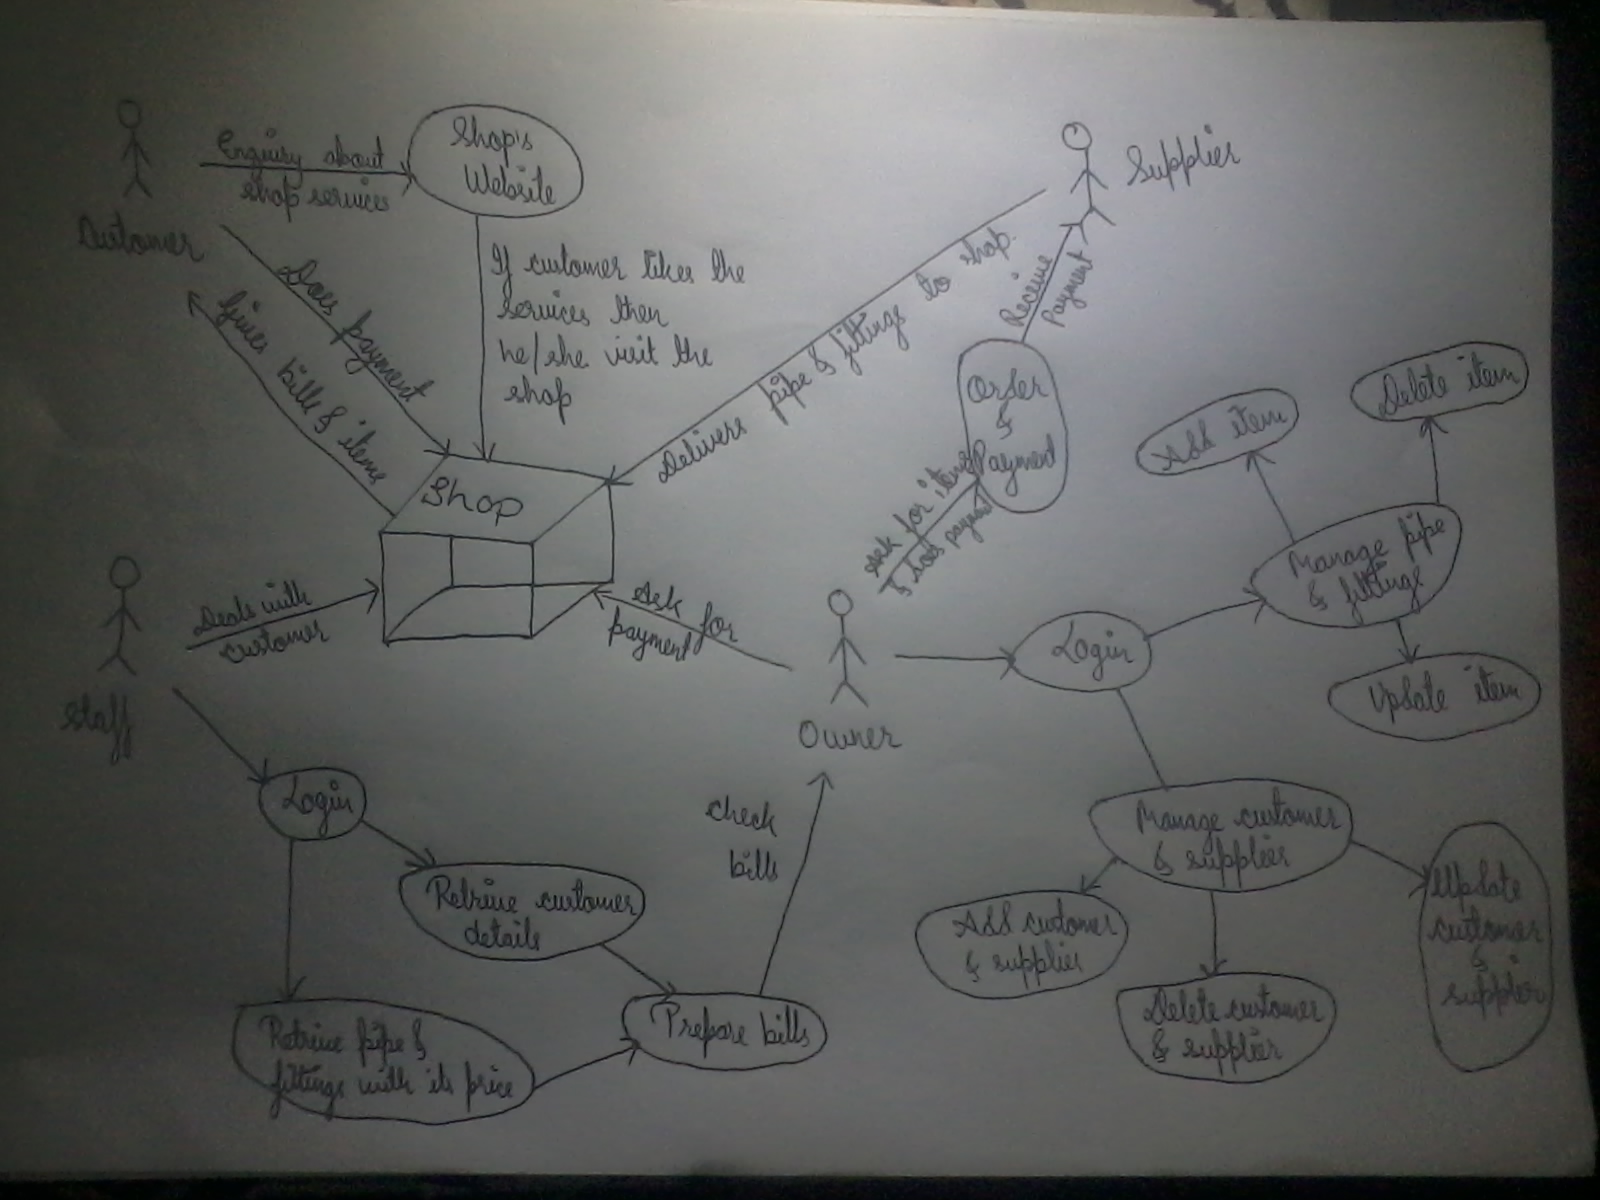 Customer
Enquiry about
shop services
Shop's
Website
Does payment
Gives bills & items
If customer likes the
services then
he/she visit the
shop
Shop
Delivers pipe & fittings to shop.
Supplier
Receive
Payment
Order
&
Payment
Ask for items
& does payment
Staff
Deals with
customer
Ask for
payment
Owner
Login
Manage pipe
& fittings
Add item
Delete item
Update item
Manage customer
& supplier
Add customer
& supplier
Delete customer
& supplier
Update
customer
&
supplier
Login
Retrive customer
details
Retrive pipe &
fittings with its price
Prepare bills
check
bills